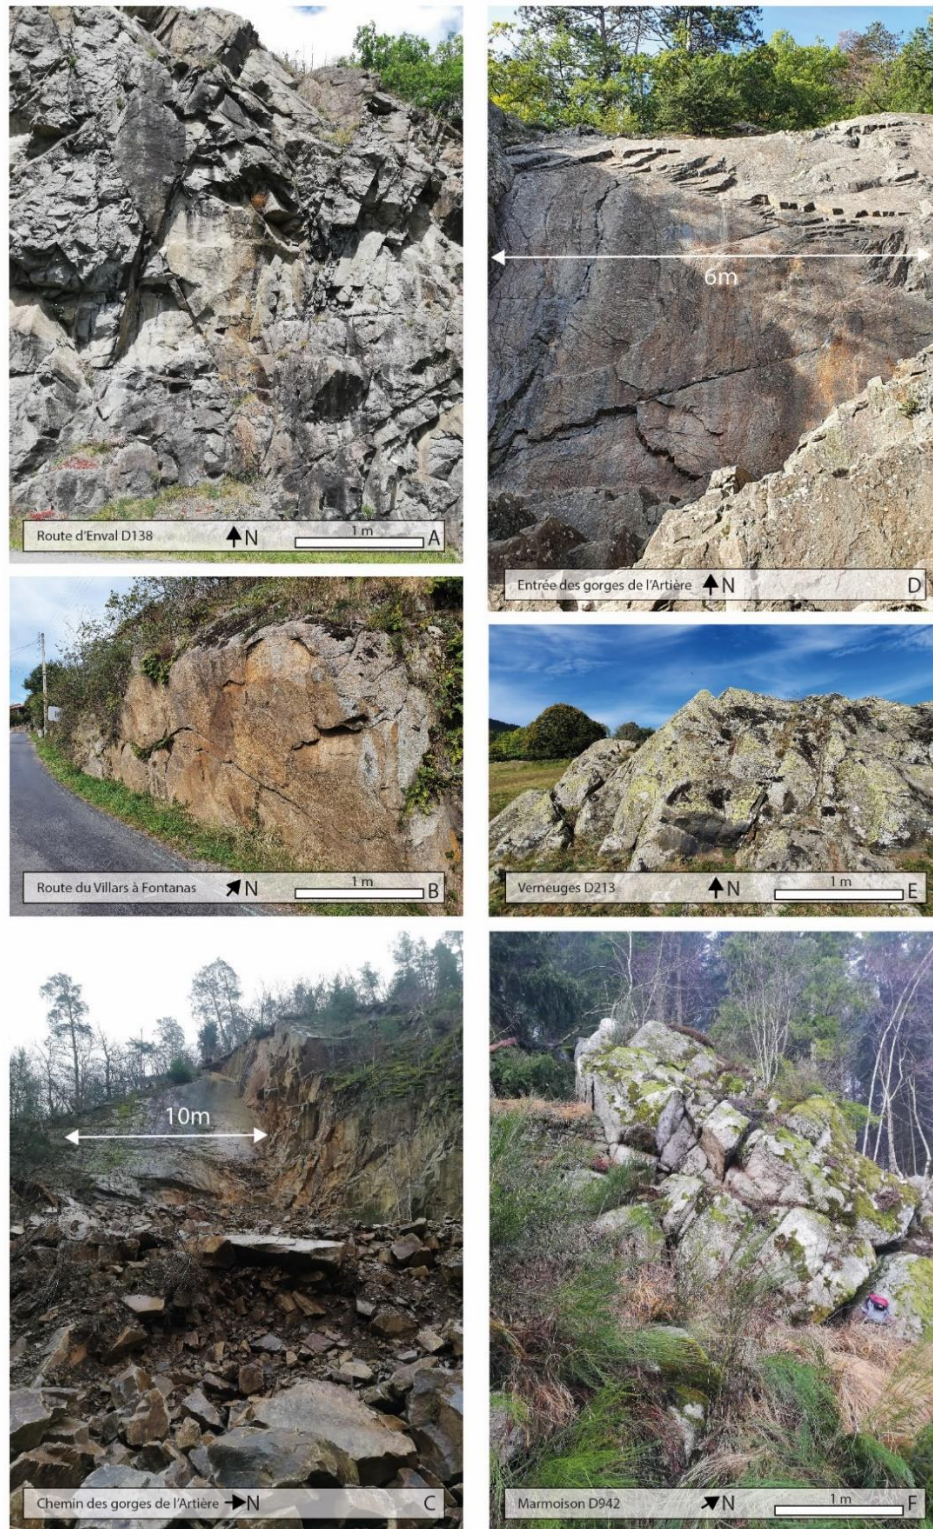 Route d'Enval D138 N 1 m A
Route du Villars à Fontanas N 1 m B
10m
Chemin des gorges de l'Artière N C
6m
Entrée des gorges de l'Artière N D
Verneuges D213 N 1 m E
Marmoison D942 N 1 m F